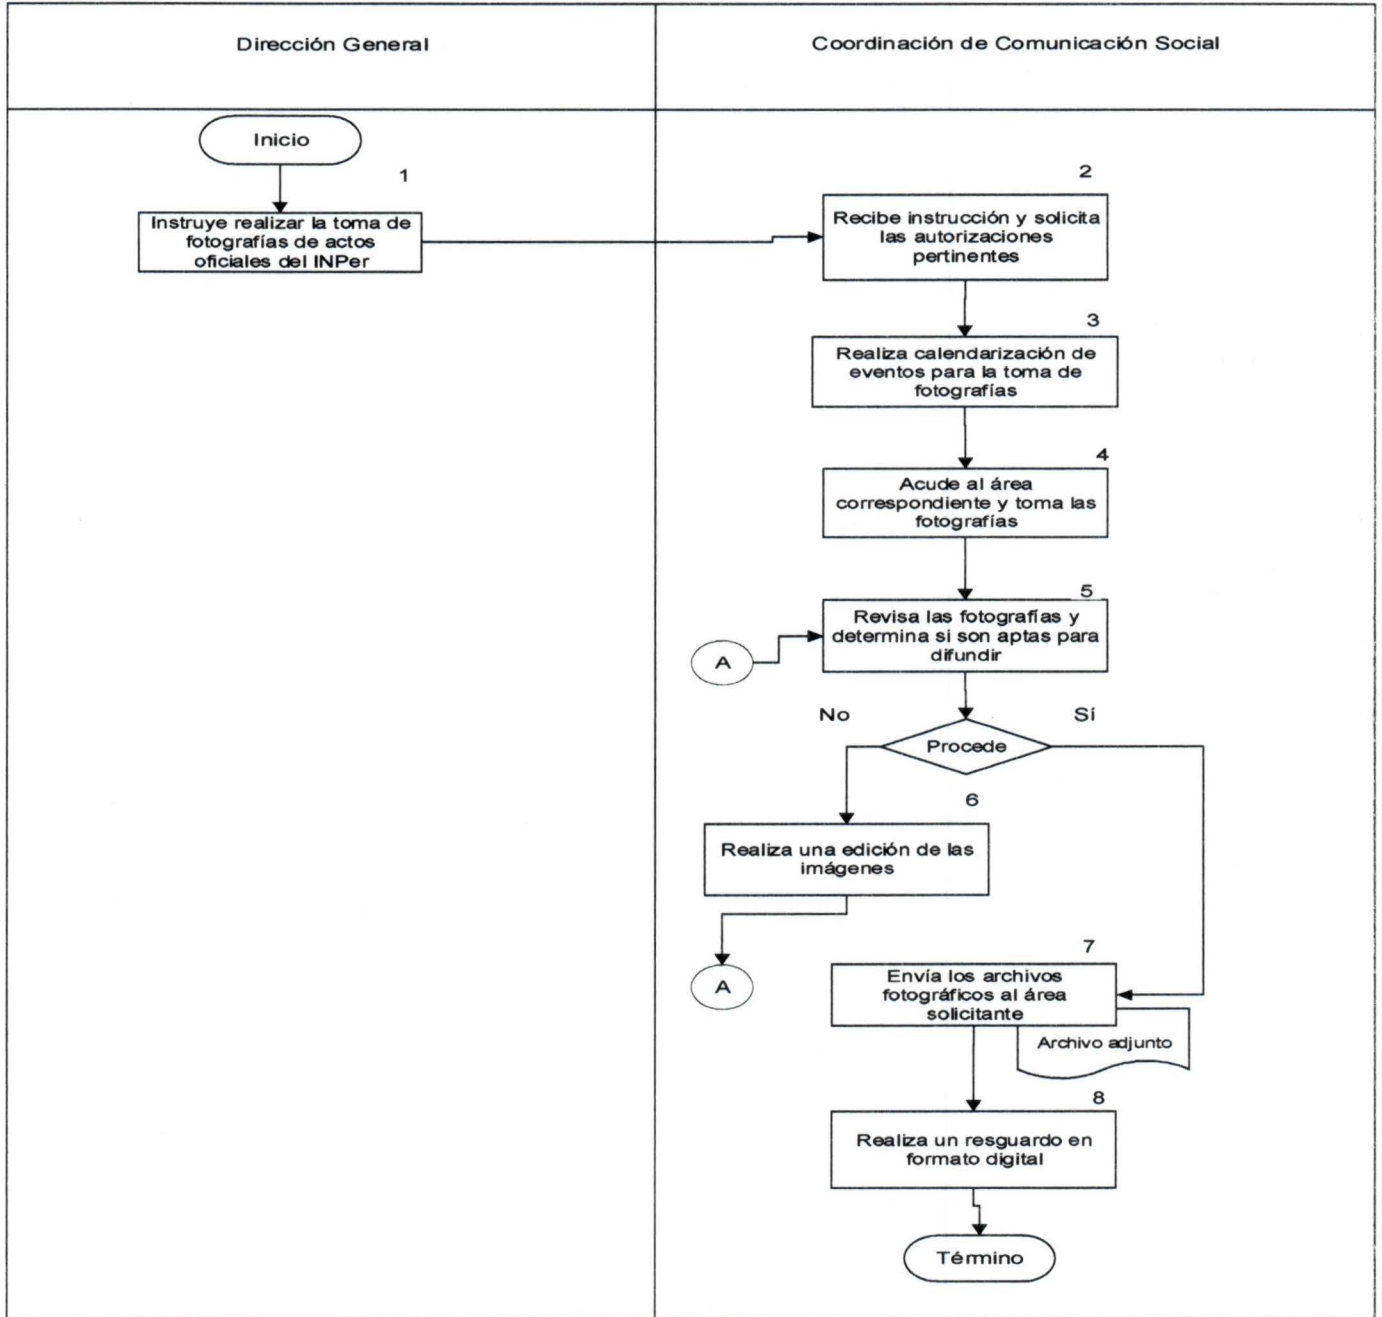 Dirección General
Coordinación de Comunicación Social
Inicio
1
Instruye realizar la toma de
fotografías de actos
oficiales del INPer
2
Recibe instrucción y solicita
las autorizaciones
pertinentes
3
Realiza calendarización de
eventos para la toma de
fotografías
4
Acude al área
correspondiente y toma las
fotografías
5
Revisa las fotografías y
determina si son aptas para
difundir
A
No
Sí
Procede
6
Realiza una edición de las
imágenes
A
7
Envía los archivos
fotográficos al área
solicitante
Archivo adjunto
8
Realiza un resguardo en
formato digital
Término